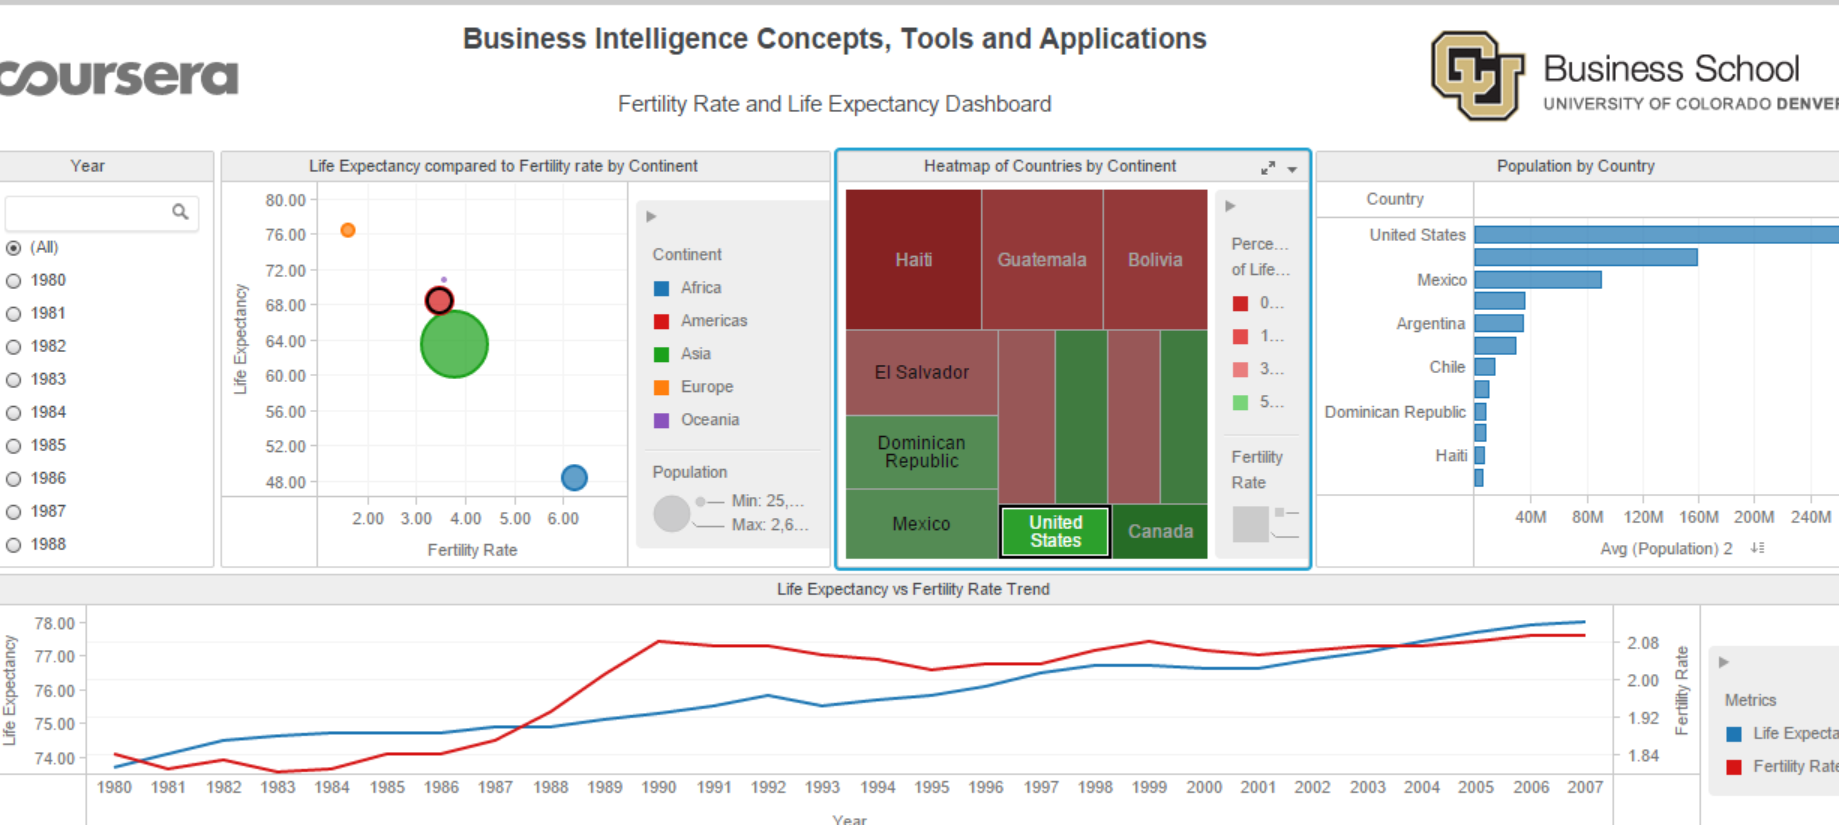 Business Intelligence Concepts, Tools and Applications
coursera
Fertility Rate and Life Expectancy Dashboard
CU
Business School
UNIVERSITY OF COLORADO DENVER
Year
(All)
1980
1981
1982
1983
1984
1985
1986
1987
1988
Life Expectancy compared to Fertility rate by Continent
Life Expectancy
80.00
76.00
72.00
68.00
64.00
60.00
56.00
52.00
48.00
2.00 3.00 4.00 5.00 6.00
Fertility Rate
Continent
Africa
Americas
Asia
Europe
Oceania
Population
Min: 25,...
Max: 2,6...
Heatmap of Countries by Continent
Haiti
Guatemala
Bolivia
El Salvador
Dominican
Republic
Mexico
United
States
Canada
Perce...
of Life...
0...
1...
3...
5...
Fertility
Rate
Population by Country
Country
United States
Mexico
Argentina
Chile
Dominican Republic
Haiti
40M 80M 120M 160M 200M 240M
Avg (Population) 2
Life Expectancy vs Fertility Rate Trend
Life Expectancy
78.00
77.00
76.00
75.00
74.00
1980 1981 1982 1983 1984 1985 1986 1987 1988 1989 1990 1991 1992 1993 1994 1995 1996 1997 1998 1999 2000 2001 2002 2003 2004 2005 2006 2007
Year
2.08
2.00
1.92
1.84
Fertility Rate
Metrics
Life Expecta
Fertility Rate